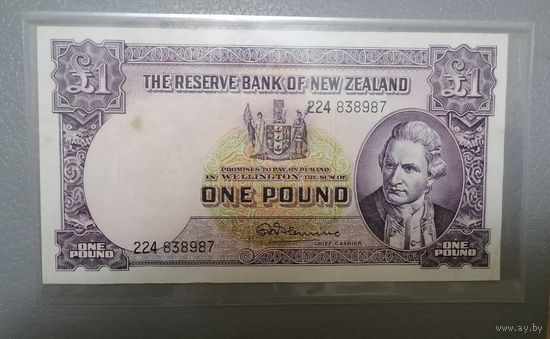 £1
£1
THE RESERVE BANK OF NEW ZEALAND
224 838987
PROMISES TO PAY ON DEMAND
IN WELLINGTON THE SUM OF
ONE POUND
224 838987
CHIEF CASHIER
ONE POUND
ONE POUND
www.ay.by